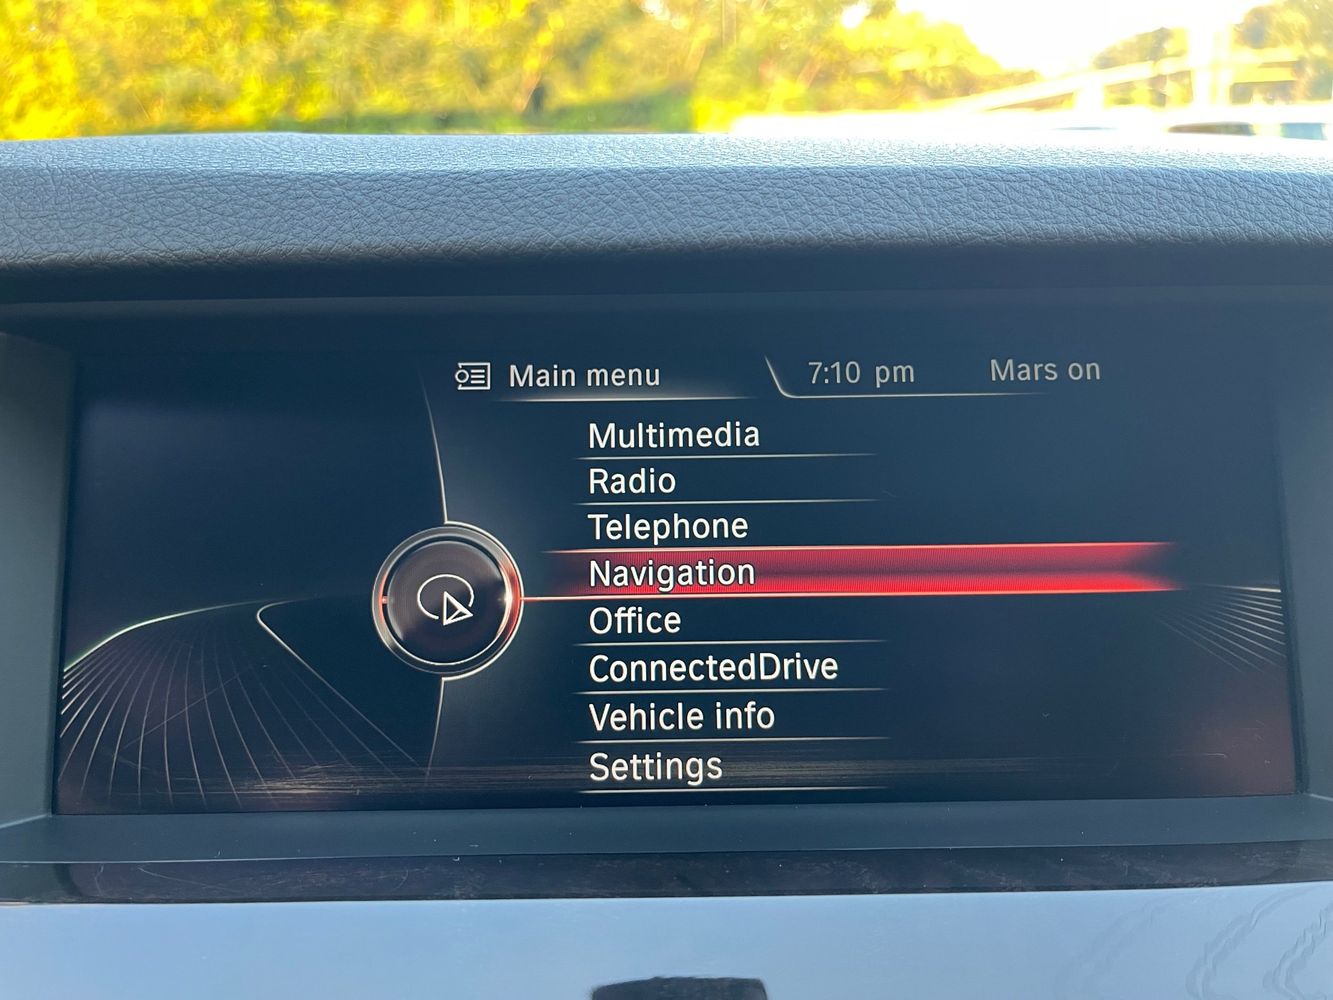 Main menu 7:10 pm Mars on
Multimedia
Radio
Telephone
Navigation
Office
ConnectedDrive
Vehicle info
Settings